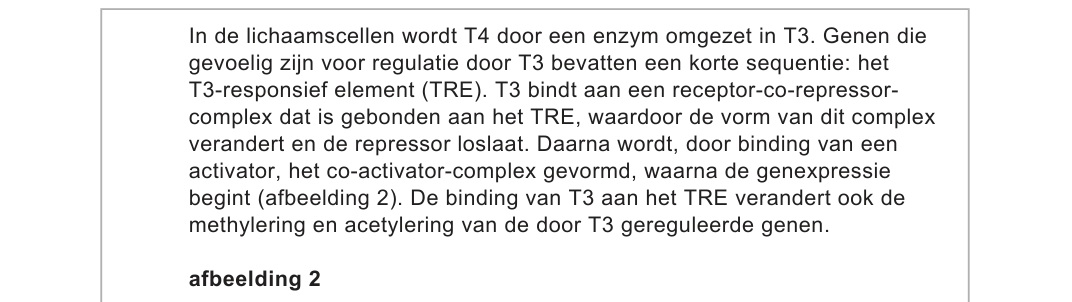 In de lichaamscellen wordt T4 door een enzym omgezet in T3. Genen die
gevoelig zijn voor regulatie door T3 bevatten een korte sequentie: het
T3-responsief element (TRE). T3 bindt aan een receptor-co-repressor-
complex dat is gebonden aan het TRE, waardoor de vorm van dit complex
verandert en de repressor loslaat. Daarna wordt, door binding van een
activator, het co-activator-complex gevormd, waarna de genexpressie
begint (afbeelding 2). De binding van T3 aan het TRE verandert ook de
methylering en acetylering van de door T3 gereguleerde genen.
afbeelding 2